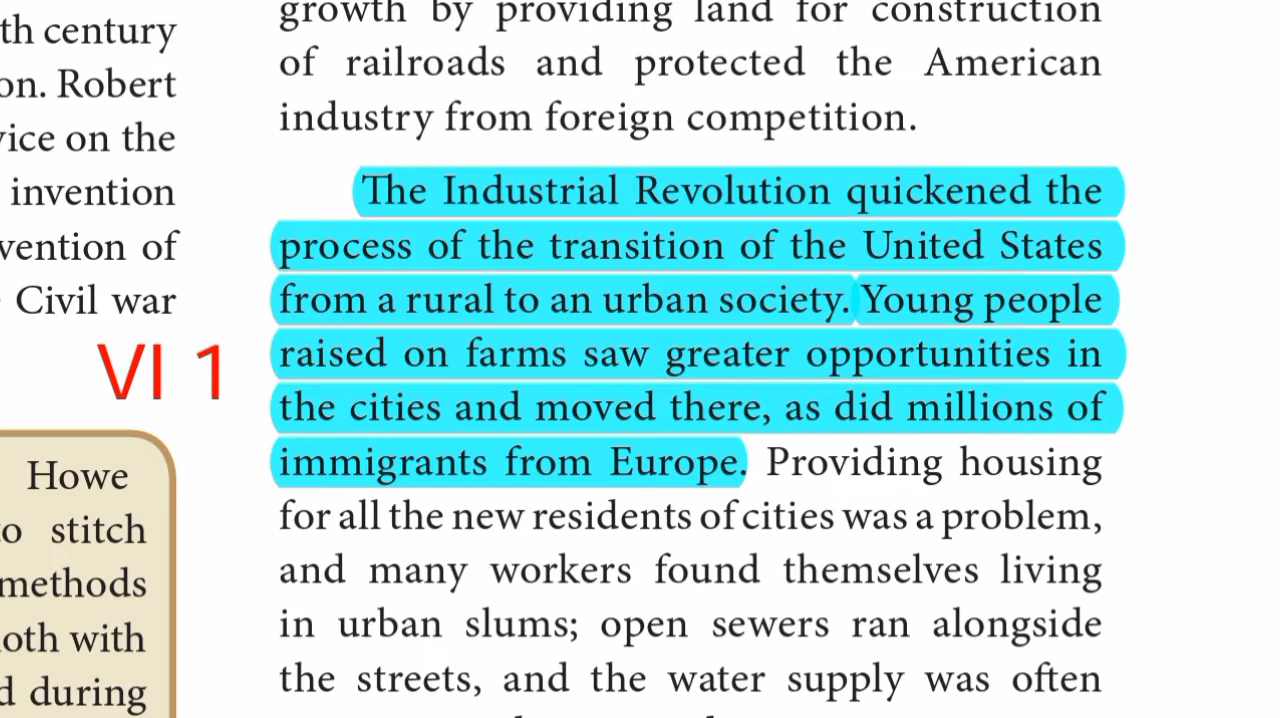 th century
on. Robert
vice on the
invention
vention of
Civil war
VI 1
Howe
to stitch
methods
oth with
d during
growth by providing land for construction
of railroads and protected the American
industry from foreign competition.
The Industrial Revolution quickened the
process of the transition of the United States
from a rural to an urban society. Young people
raised on farms saw greater opportunities in
the cities and moved there, as did millions of
immigrants from Europe. Providing housing
for all the new residents of cities was a problem,
and many workers found themselves living
in urban slums; open sewers ran alongside
the streets, and the water supply was often